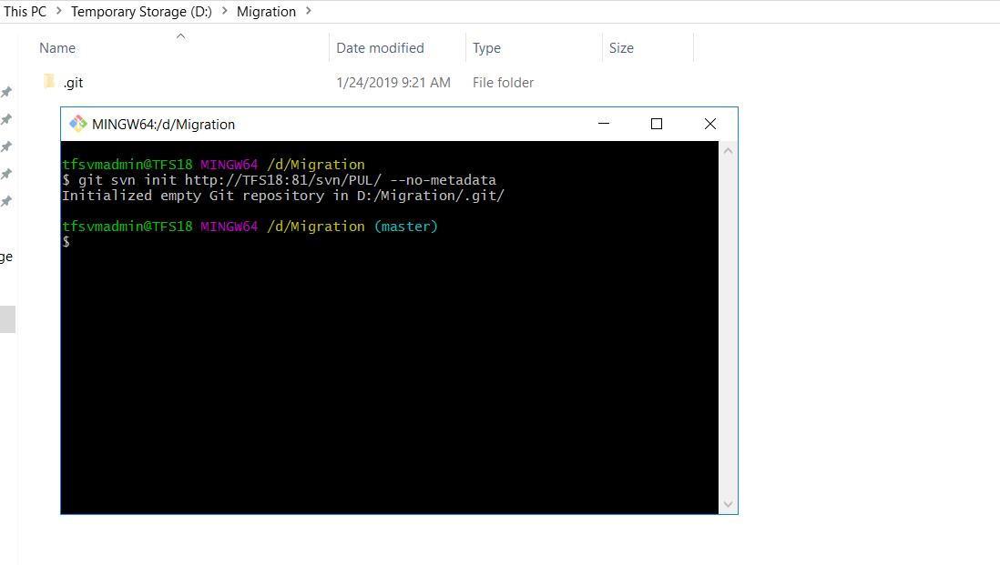 This PC > Temporary Storage (D:) > Migration >
Name Date modified Type Size
.git 1/24/2019 9:21 AM File folder
MINGW64:/d/Migration
tfsvmadmin@TFS18 MINGW64 /d/Migration
$ git svn init http://TFS18:81/svn/PUL/ --no-metadata
Initialized empty Git repository in D:/Migration/.git/
tfsvmadmin@TFS18 MINGW64 /d/Migration (master)
$
ge